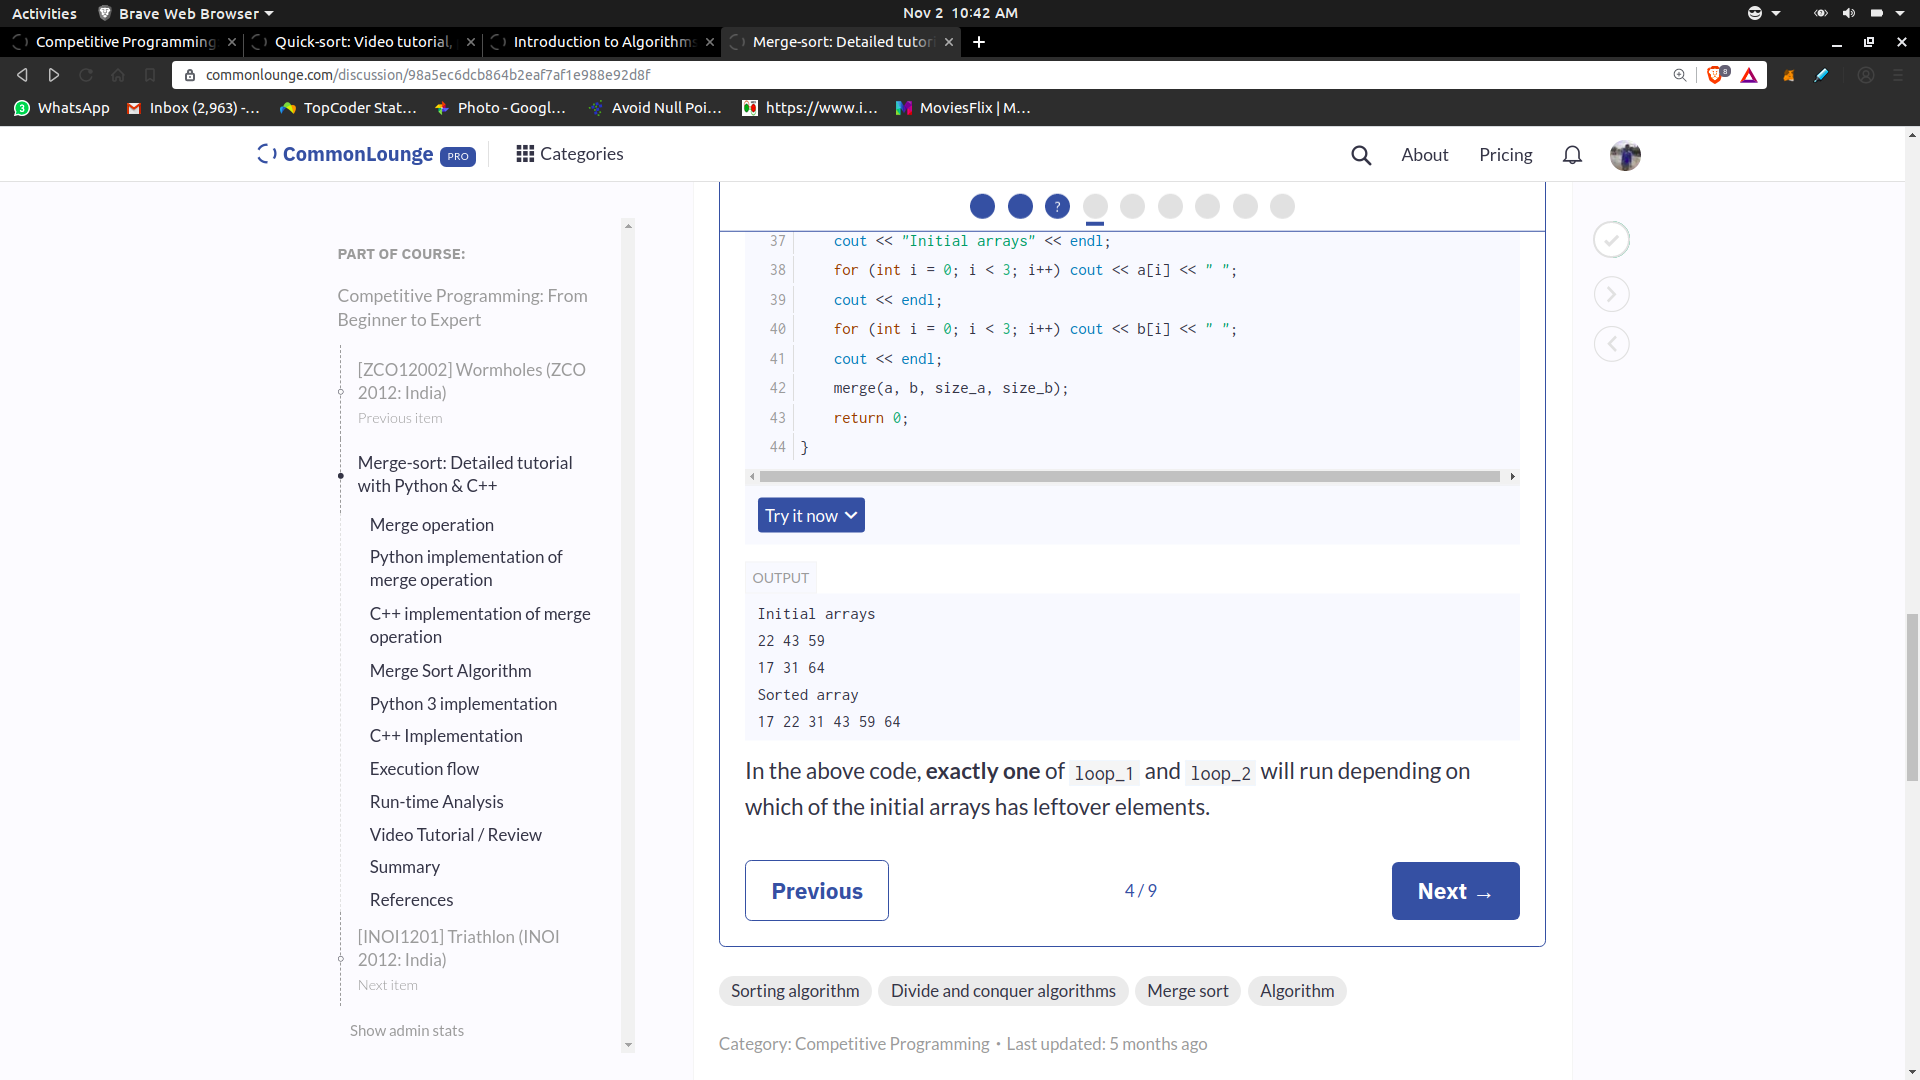 Activities Brave Web Browser Nov 2 10:42 AM
Competitive Programming Quick-sort: Video tutorial, Introduction to Algorithms Merge-sort: Detailed tutori
commonlounge.com/discussion/98a5ec6dcb864b2eaf7af1e988e92d8f 8
3 WhatsApp Inbox (2,963) -... TopCoder Stat... Photo - Googl... Avoid Null Poi... https://www.i... MoviesFlix | M...
CommonLounge PRO Categories About Pricing
PART OF COURSE:
Competitive Programming: From
Beginner to Expert
[ZCO12002] Wormholes (ZCO
2012: India)
Previous item
Merge-sort: Detailed tutorial
with Python & C++
Merge operation
Python implementation of
merge operation
C++ implementation of merge
operation
Merge Sort Algorithm
Python 3 implementation
C++ Implementation
Execution flow
Run-time Analysis
Video Tutorial / Review
Summary
References
[INOI1201] Triathlon (INOI
2012: India)
Next item
Show admin stats
?
37 cout << "Initial arrays" << endl;
38 for (int i = 0; i < 3; i++) cout << a[i] << " ";
39 cout << endl;
40 for (int i = 0; i < 3; i++) cout << b[i] << " ";
41 cout << endl;
42 merge(a, b, size_a, size_b);
43 return 0;
44 }
Try it now
OUTPUT
Initial arrays
22 43 59
17 31 64
Sorted array
17 22 31 43 59 64
In the above code, exactly one of loop_1 and loop_2 will run depending on
which of the initial arrays has leftover elements.
Previous 4 / 9 Next →
Sorting algorithm Divide and conquer algorithms Merge sort Algorithm
Category: Competitive Programming • Last updated: 5 months ago